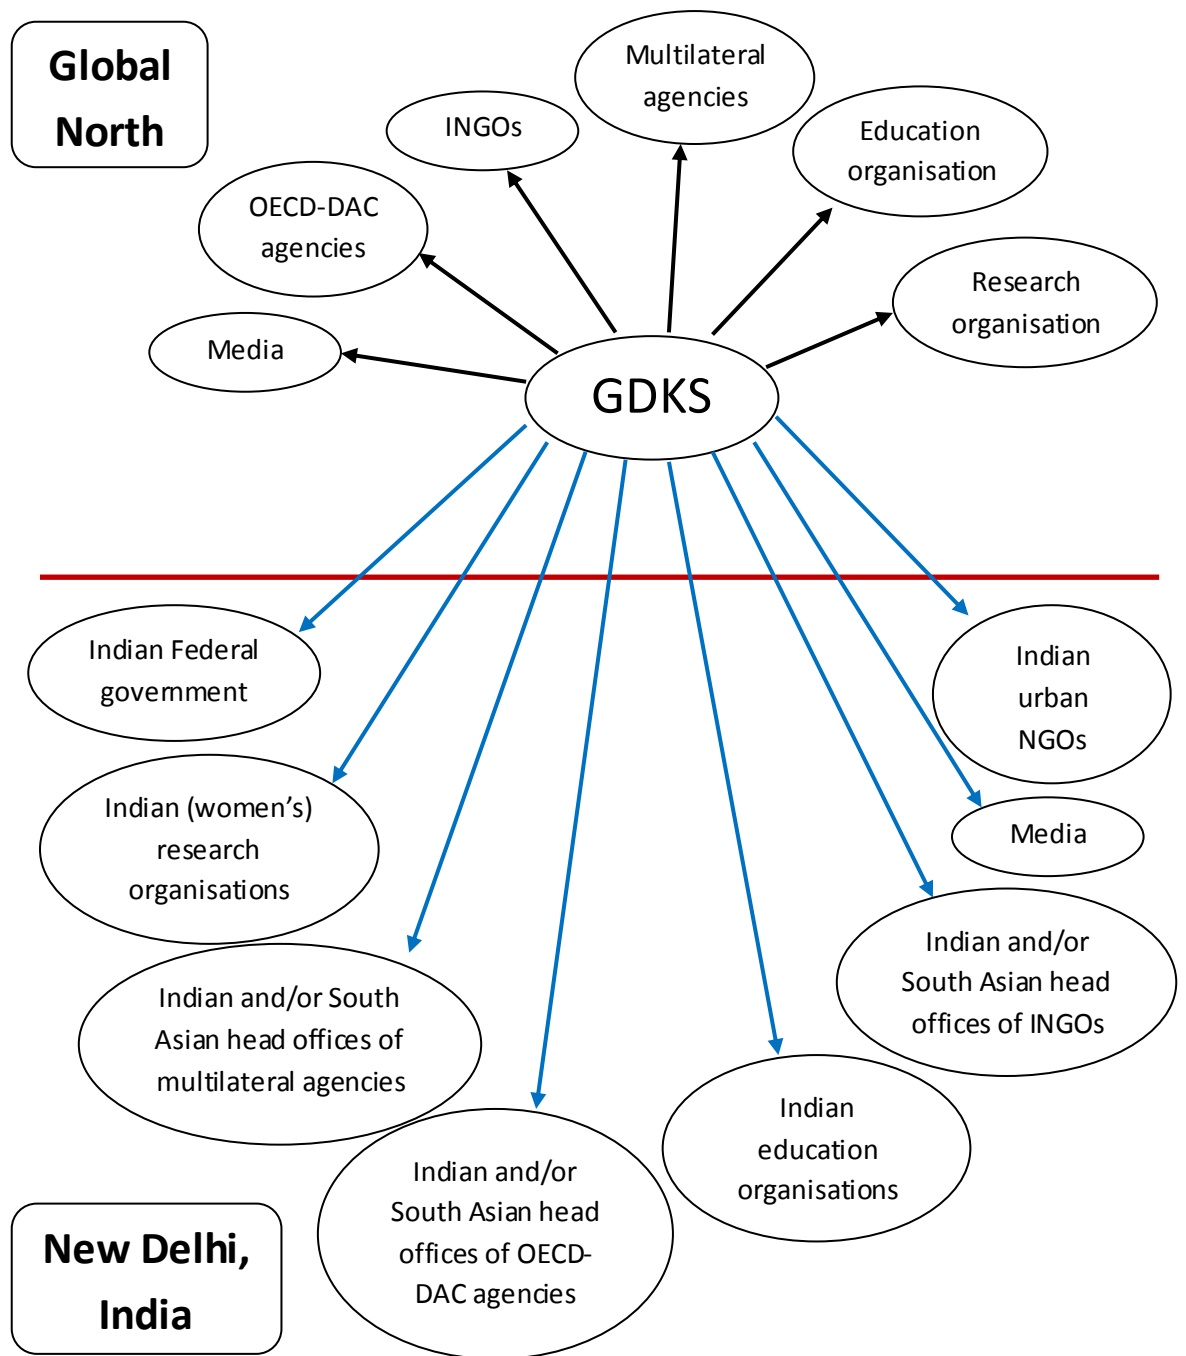 Global
North
Multilateral
agencies
INGOs
Education
organisation
OECD-DAC
agencies
Research
organisation
Media
GDKS
Indian Federal
government
Indian
urban
NGOs
Indian (women’s)
research
organisations
Media
Indian and/or
South Asian head
offices of INGOs
Indian and/or South
Asian head offices of
multilateral agencies
Indian
education
organisations
Indian and/or
South Asian head
offices of OECD-
DAC agencies
New Delhi,
India